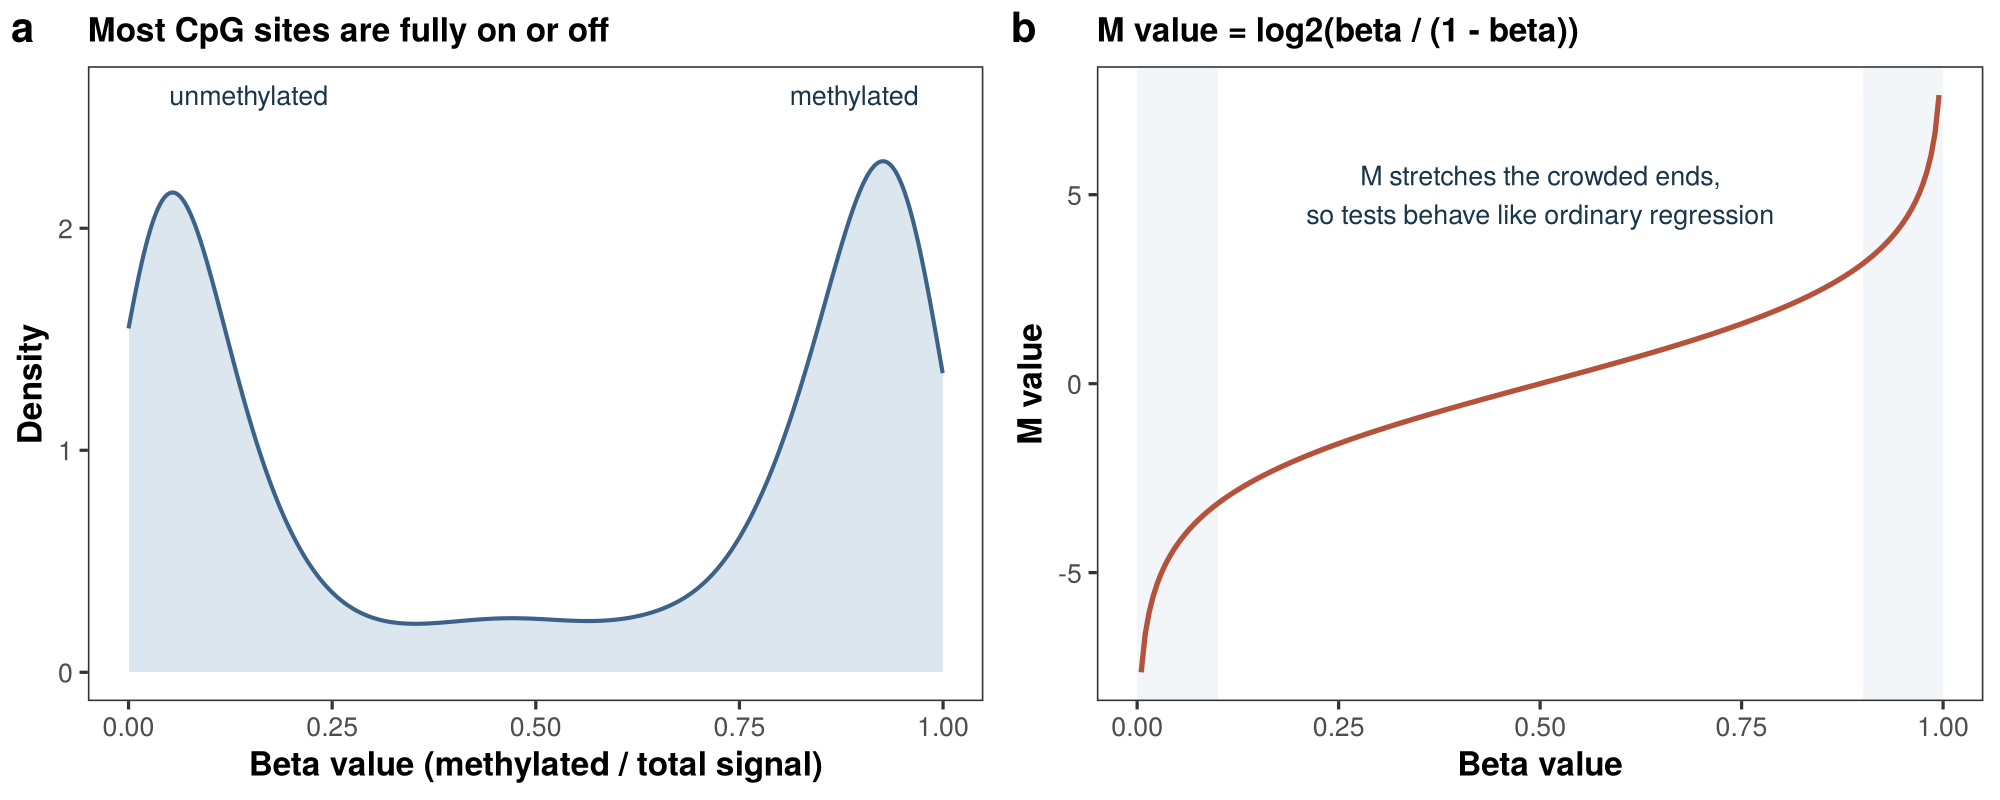 a
Most CpG sites are fully on or off
unmethylated
methylated
Density
2
1
0
0.00
0.25
0.50
0.75
1.00
Beta value (methylated / total signal)
b
M value = log2(beta / (1 - beta))
M stretches the crowded ends,
so tests behave like ordinary regression
M value
5
0
-5
0.00
0.25
0.50
0.75
1.00
Beta value